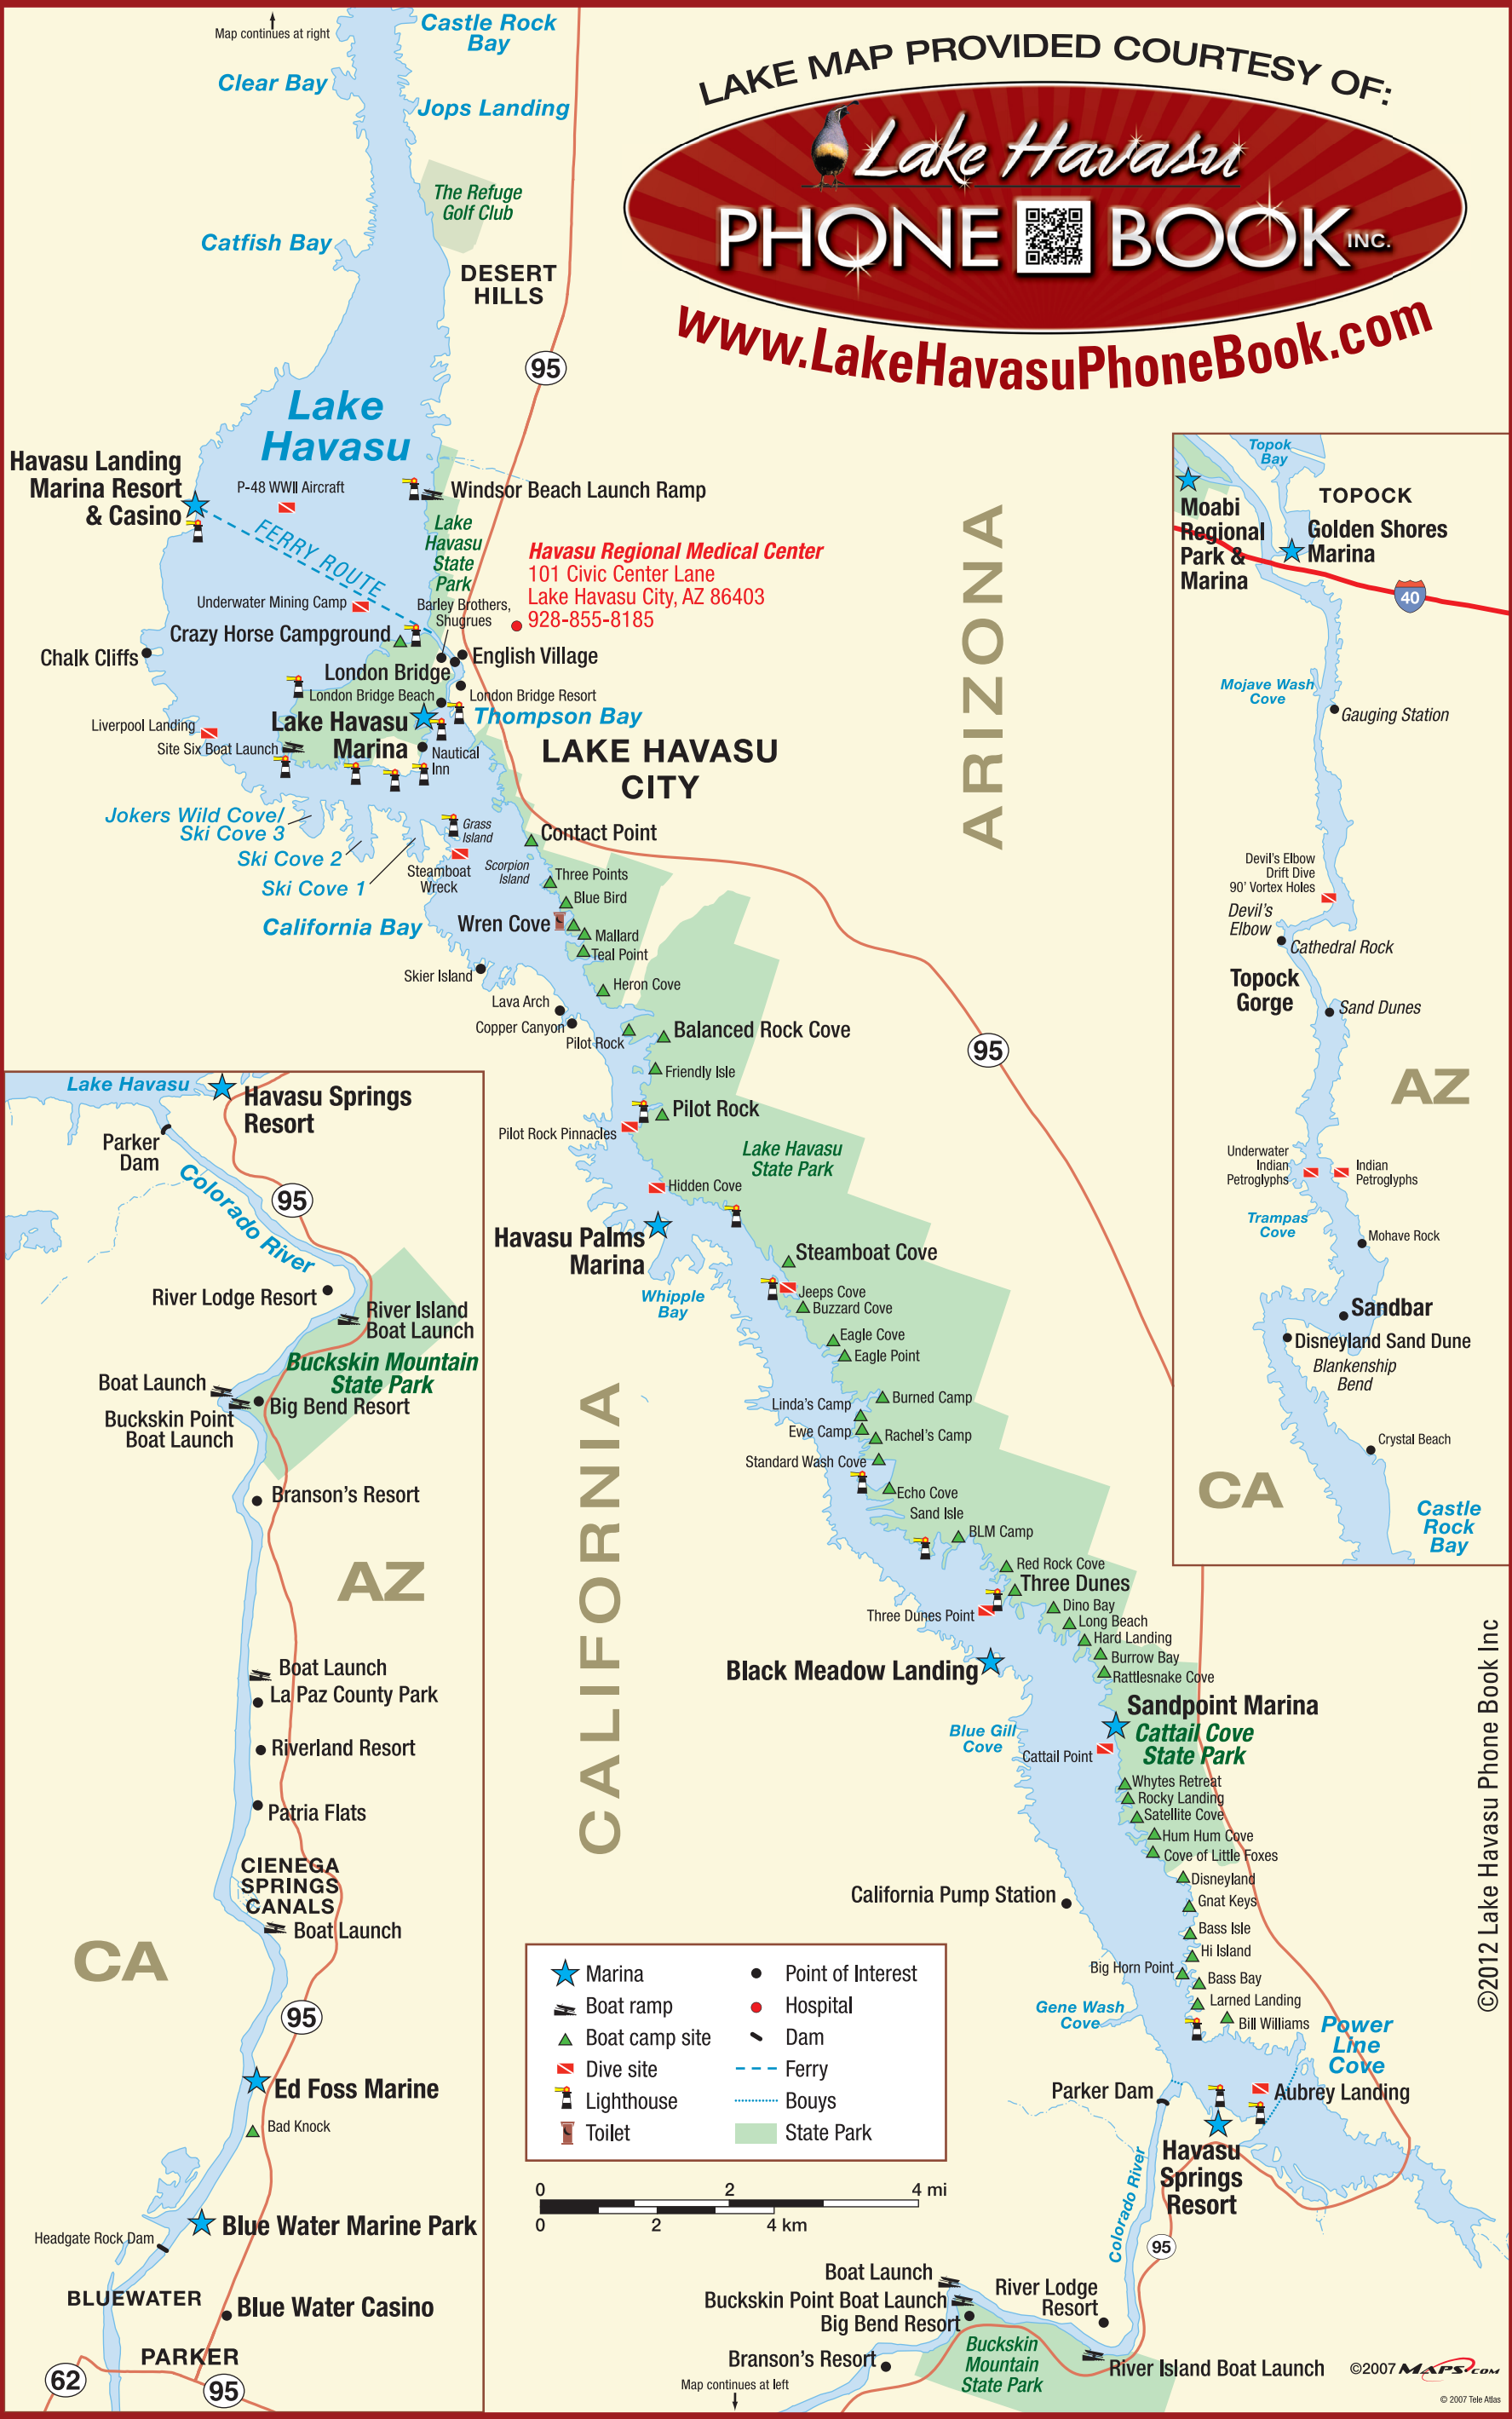 Map continues at right
Castle Rock
Bay
Clear Bay
Jops Landing
The Refuge
Golf Club
Catfish Bay
DESERT
HILLS
95
LAKE MAP PROVIDED COURTESY OF:
Lake Havasu
PHONE BOOK INC.
www.LakeHavasuPhoneBook.com
Lake
Havasu
Havasu Landing
Marina Resort
& Casino
P-48 WWII Aircraft
FERRY ROUTE
Windsor Beach Launch Ramp
Lake
Havasu
State
Park
Havasu Regional Medical Center
101 Civic Center Lane
Lake Havasu City, AZ 86403
928-855-8185
Underwater Mining Camp
Barley Brothers,
Shugrues
Crazy Horse Campground
Chalk Cliffs
English Village
London Bridge
London Bridge Beach
London Bridge Resort
Lake Havasu
Marina
Thompson Bay
Liverpool Landing
Site Six Boat Launch
Nautical
Inn
LAKE HAVASU
CITY
Jokers Wild Cove/
Ski Cove 3
Ski Cove 2
Ski Cove 1
Grass
Island
Steamboat
Wreck
Scorpion
Island
Contact Point
Three Points
Blue Bird
California Bay
Wren Cove
Mallard
Teal Point
Skier Island
Heron Cove
Lava Arch
Copper Canyon
Pilot Rock
Balanced Rock Cove
Friendly Isle
Pilot Rock
Pilot Rock Pinnacles
Lake Havasu
State Park
Hidden Cove
Havasu Palms
Marina
Whipple
Bay
Steamboat Cove
Jeeps Cove
Buzzard Cove
Eagle Cove
Eagle Point
Burned Camp
Linda's Camp
Ewe Camp
Rachel's Camp
Standard Wash Cove
Echo Cove
Sand Isle
BLM Camp
Red Rock Cove
Three Dunes
Three Dunes Point
Dino Bay
Long Beach
Hard Landing
Burrow Bay
Rattlesnake Cove
Black Meadow Landing
Sandpoint Marina
Cattail Cove
State Park
Blue Gill
Cove
Cattail Point
Whytes Retreat
Rocky Landing
Satellite Cove
Hum Hum Cove
Cove of Little Foxes
Disneyland
California Pump Station
Gnat Keys
Bass Isle
Hi Island
Big Horn Point
Bass Bay
Larned Landing
Bill Williams
Gene Wash
Cove
Power
Line
Cove
Parker Dam
Aubrey Landing
Havasu
Springs
Resort
Colorado River
95
Boat Launch
Buckskin Point Boat Launch
Big Bend Resort
River Lodge
Resort
Branson's Resort
Buckskin
Mountain
State Park
River Island Boat Launch
Map continues at left
ARIZONA
CALIFORNIA
95
Topok
Bay
TOPOCK
Moabi
Regional
Park &
Marina
Golden Shores
Marina
40
Mojave Wash
Cove
Gauging Station
Devil's Elbow
Drift Dive
90' Vortex Holes
Devil's
Elbow
Cathedral Rock
Topock
Gorge
Sand Dunes
AZ
Underwater
Indian
Petroglyphs
Indian
Petroglyphs
Trampas
Cove
Mohave Rock
Sandbar
Disneyland Sand Dune
Blankenship
Bend
Crystal Beach
CA
Castle
Rock
Bay
Lake Havasu
Havasu Springs
Resort
Parker
Dam
Colorado River
95
River Lodge Resort
River Island
Boat Launch
Buckskin Mountain
State Park
Boat Launch
Big Bend Resort
Buckskin Point
Boat Launch
Branson's Resort
AZ
Boat Launch
La Paz County Park
Riverland Resort
Patria Flats
CIENEGA
SPRINGS
CANALS
Boat Launch
CA
95
Ed Foss Marine
Bad Knock
Blue Water Marine Park
Headgate Rock Dam
BLUEWATER
Blue Water Casino
PARKER
62
95
Marina
Boat ramp
Boat camp site
Dive site
Lighthouse
Toilet
Point of Interest
Hospital
Dam
Ferry
Bouys
State Park
0 2 4 mi
0 2 4 km
©2012 Lake Havasu Phone Book Inc
©2007 MAPS.COM
© 2007 Tele Atlas